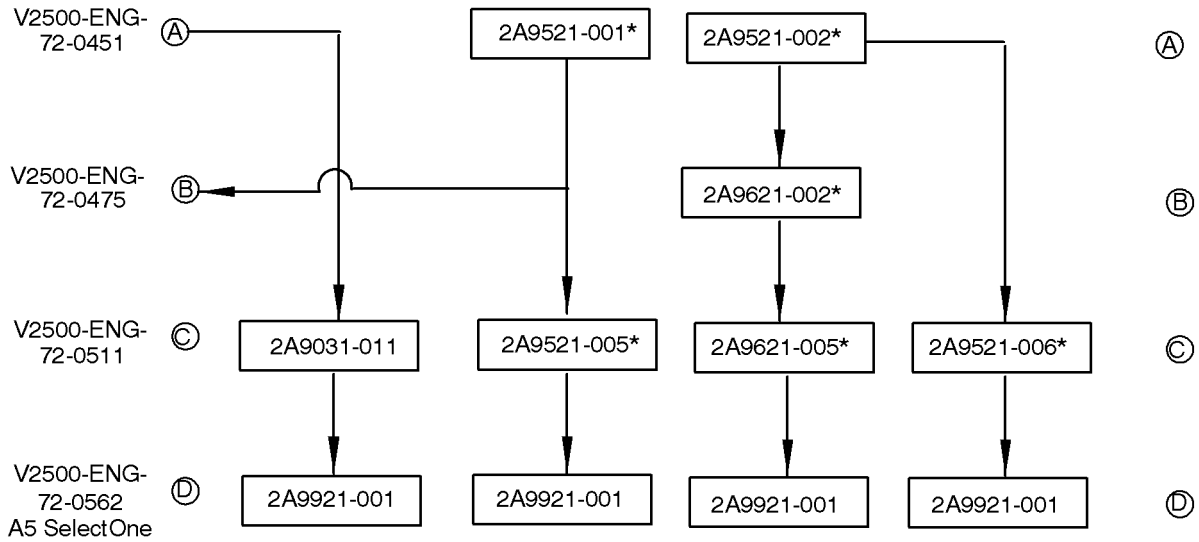 V2500-ENG-
72-0451
A
2A9521-001*
2A9521-002*
A
V2500-ENG-
72-0475
B
2A9621-002*
B
V2500-ENG-
72-0511
C
2A9031-011
2A9521-005*
2A9621-005*
2A9521-006*
C
V2500-ENG-
72-0562
A5 SelectOne
D
2A9921-001
2A9921-001
2A9921-001
2A9921-001
D